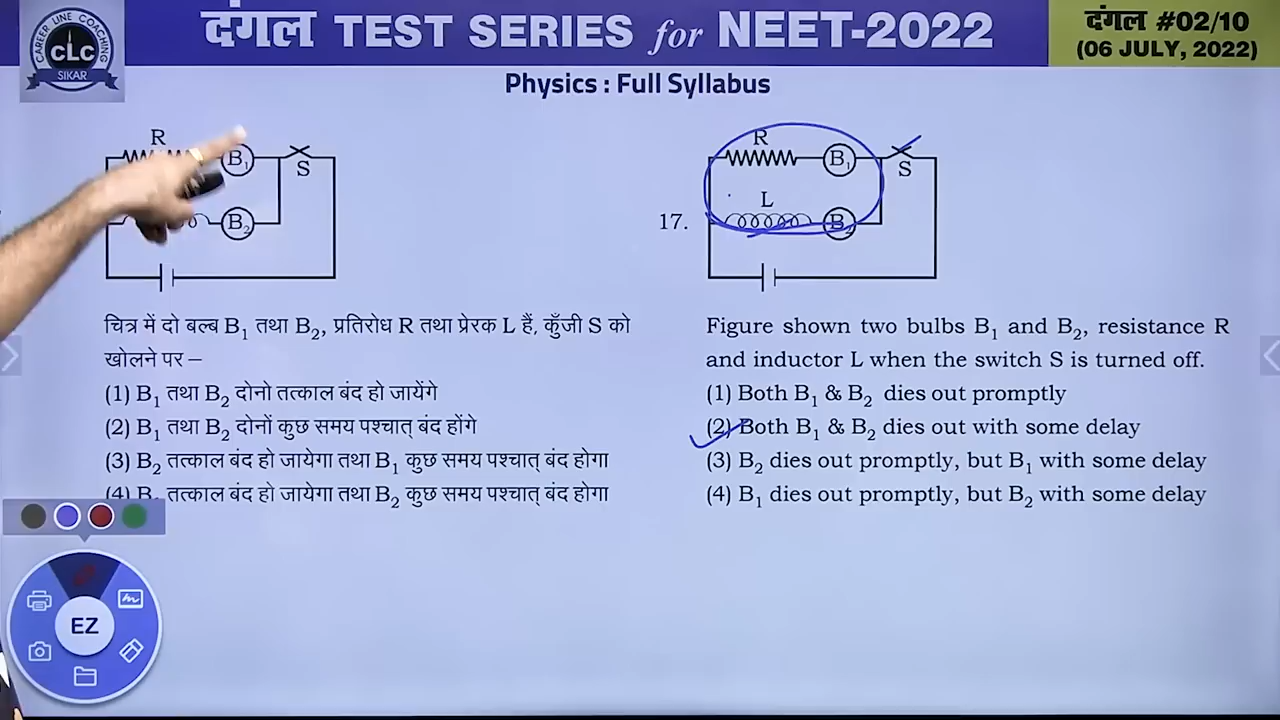 CAREER LINE COACHING
CLC
SIKAR
दंगल TEST SERIES for NEET-2022
दंगल #02/10
(06 JULY, 2022)
Physics : Full Syllabus
R
B₁
S
B₂
चित्र में दो बल्ब B₁ तथा B₂, प्रतिरोध R तथा प्रेरक L हैं, कुँजी S को
खोलने पर –
(1) B₁ तथा B₂ दोनो तत्काल बंद हो जायेंगे
(2) B₁ तथा B₂ दोनों कुछ समय पश्चात् बंद होंगे
(3) B₂ तत्काल बंद हो जायेगा तथा B₁ कुछ समय पश्चात् बंद होगा
(4) B तत्काल बंद हो जायेगा तथा B₂ कुछ समय पश्चात् बंद होगा
17.
R
B₁
S
L
B₂
Figure shown two bulbs B₁ and B₂, resistance R
and inductor L when the switch S is turned off.
(1) Both B₁ & B₂ dies out promptly
(2) Both B₁ & B₂ dies out with some delay
(3) B₂ dies out promptly, but B₁ with some delay
(4) B₁ dies out promptly, but B₂ with some delay
EZ